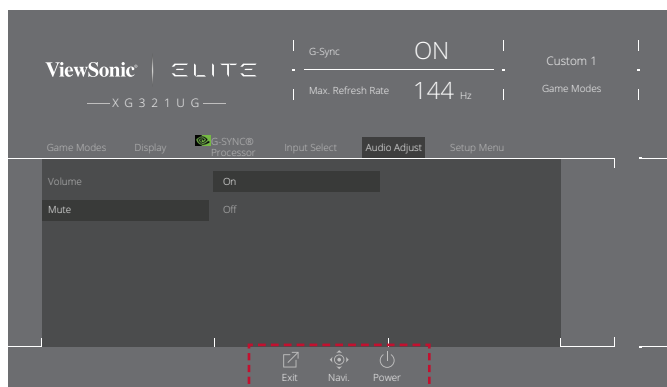 ViewSonic® ELITE
XG321UG
G-Sync ON
Max. Refresh Rate 144 Hz
Custom 1
Game Modes
Game Modes Display G-SYNC® Processor Input Select Audio Adjust Setup Menu
Volume On
Mute Off
Exit Navi. Power